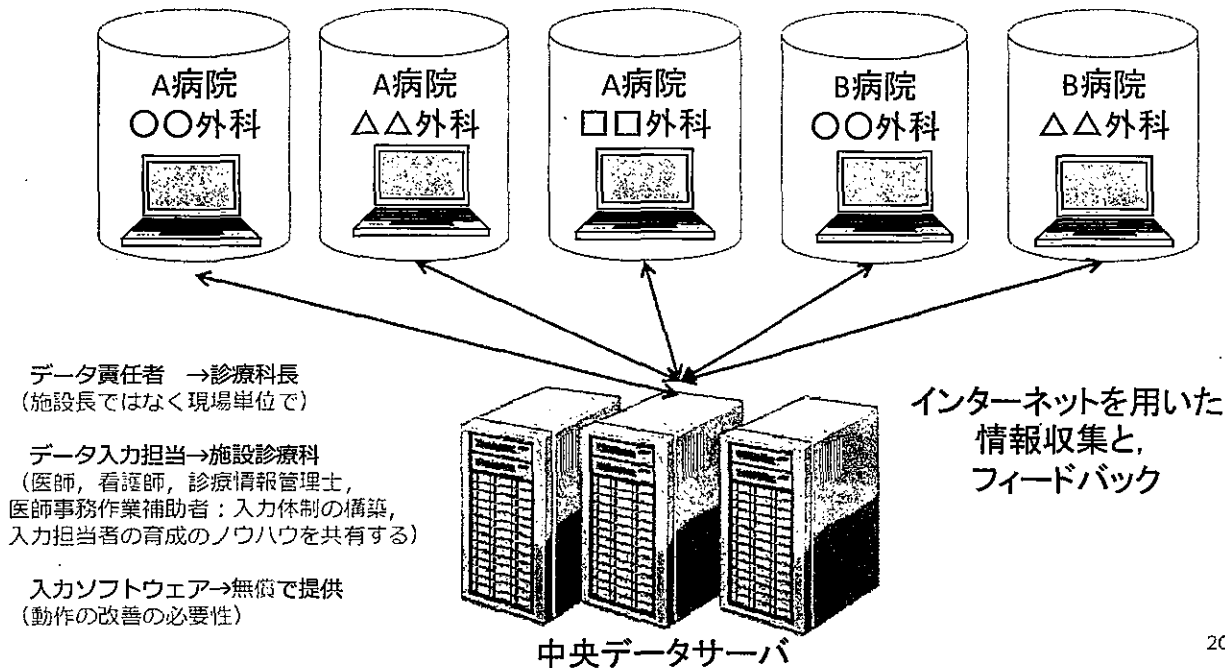 A病院
〇〇外科
A病院
△△外科
A病院
□□外科
B病院
〇〇外科
B病院
△△外科
データ責任者 →診療科長
(施設長ではなく現場単位で)
データ入力担当→施設診療科
(医師，看護師，診療情報管理士，
医師事務作業補助者：入力体制の構築，
入力担当者の育成のノウハウを共有する)
入力ソフトウェア→無償で提供
(動作の改善の必要性)
インターネットを用いた
情報収集と，
フィードバック
中央データサーバ
20